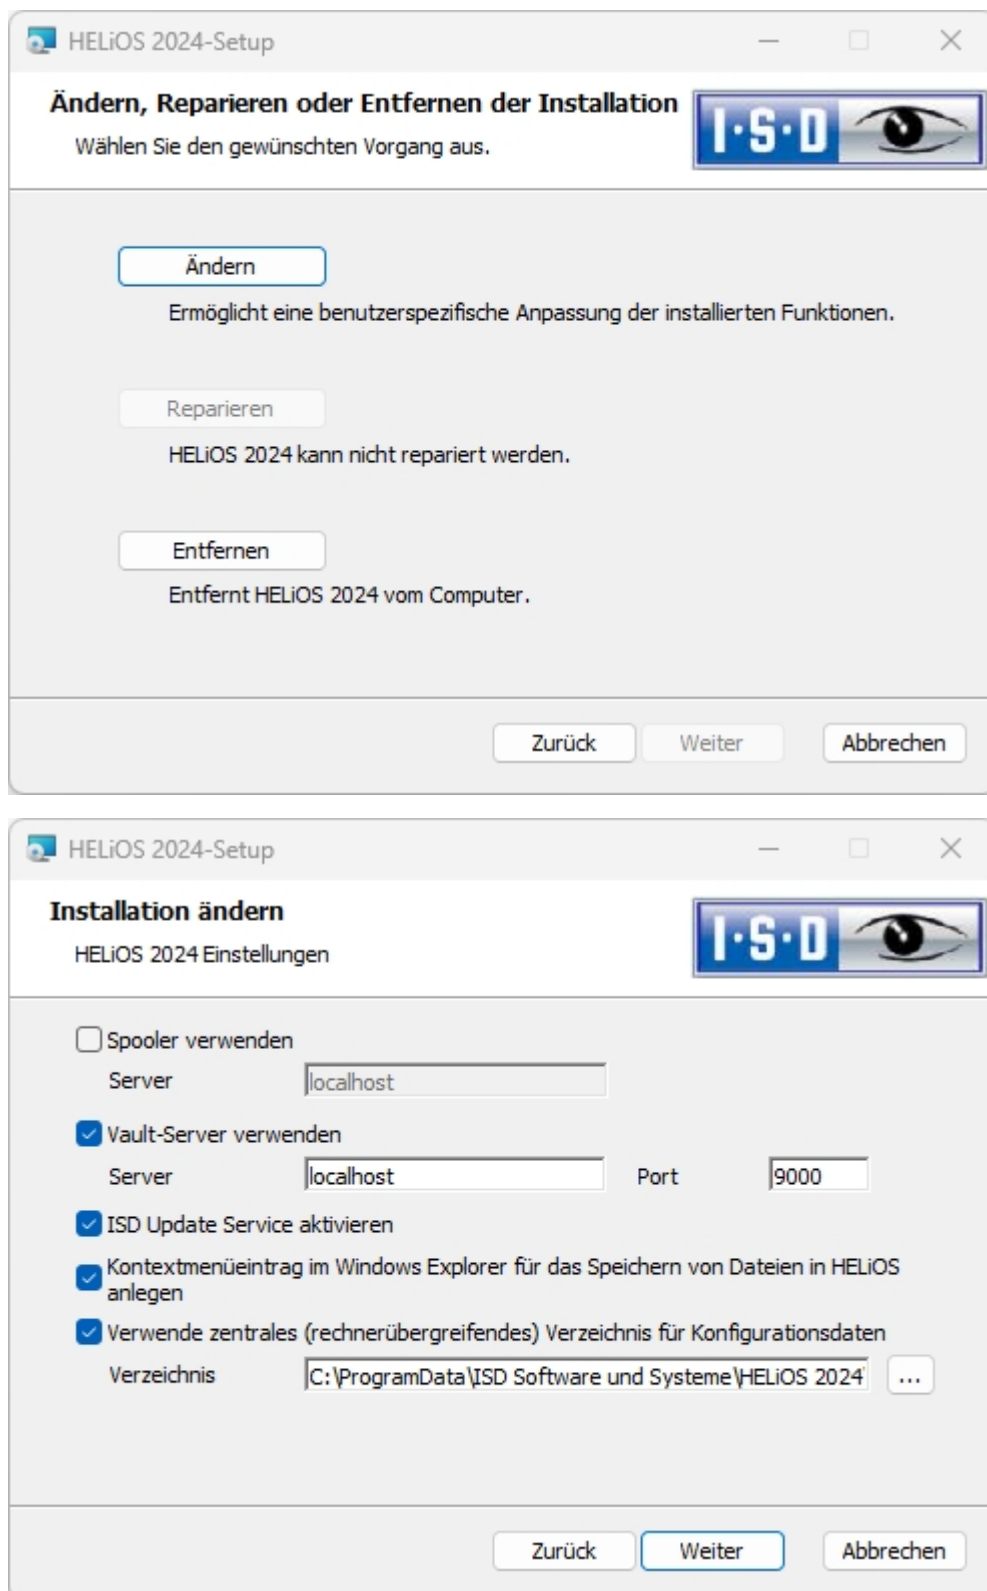 HELiOS 2024-Setup
Ändern, Reparieren oder Entfernen der Installation
I·S·D
Wählen Sie den gewünschten Vorgang aus.
Ändern
Ermöglicht eine benutzerspezifische Anpassung der installierten Funktionen.
Reparieren
HELiOS 2024 kann nicht repariert werden.
Entfernen
Entfernt HELiOS 2024 vom Computer.
Zurück Weiter Abbrechen
HELiOS 2024-Setup
Installation ändern
I·S·D
HELiOS 2024 Einstellungen
Spooler verwenden
Server localhost
Vault-Server verwenden
Server localhost Port 9000
ISD Update Service aktivieren
Kontextmenüeintrag im Windows Explorer für das Speichern von Dateien in HELiOS
anlegen
Verwende zentrales (rechnerübergreifendes) Verzeichnis für Konfigurationsdaten
Verzeichnis C:\ProgramData\ISD Software und Systeme\HELiOS 2024\ ...
Zurück Weiter Abbrechen